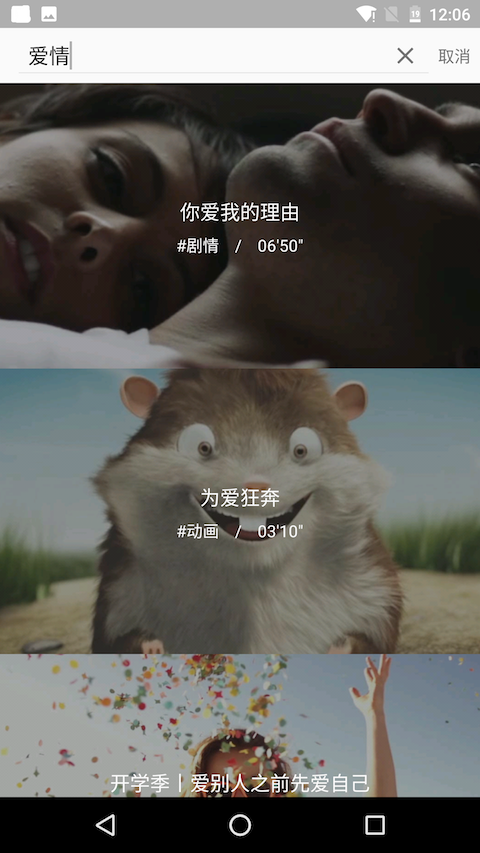 19 12:06
爱情 取消
你爱我的理由
#剧情 / 06'50"
为爱狂奔
#动画 / 03'10"
开学季丨爱别人之前先爱自己